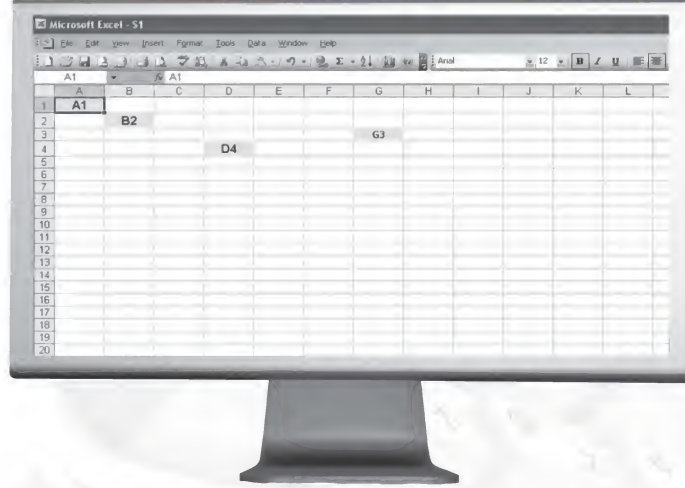 Microsoft Excel - S1
File Edit View Insert Format Tools Data Window Help
Arial 12 B I U
A1 fx A1
A B C D E F G H I J K L
1 A1
2 B2
3 G3
4 D4
5
6
7
8
9
10
11
12
13
14
15
16
17
18
19
20